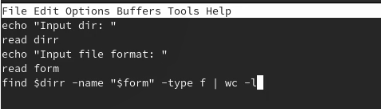 File Edit Options Buffers Tools Help
echo "Input dir: "
read dirr
echo "Input file format: "
read form
find $dirr -name "$form" -type f | wc -l